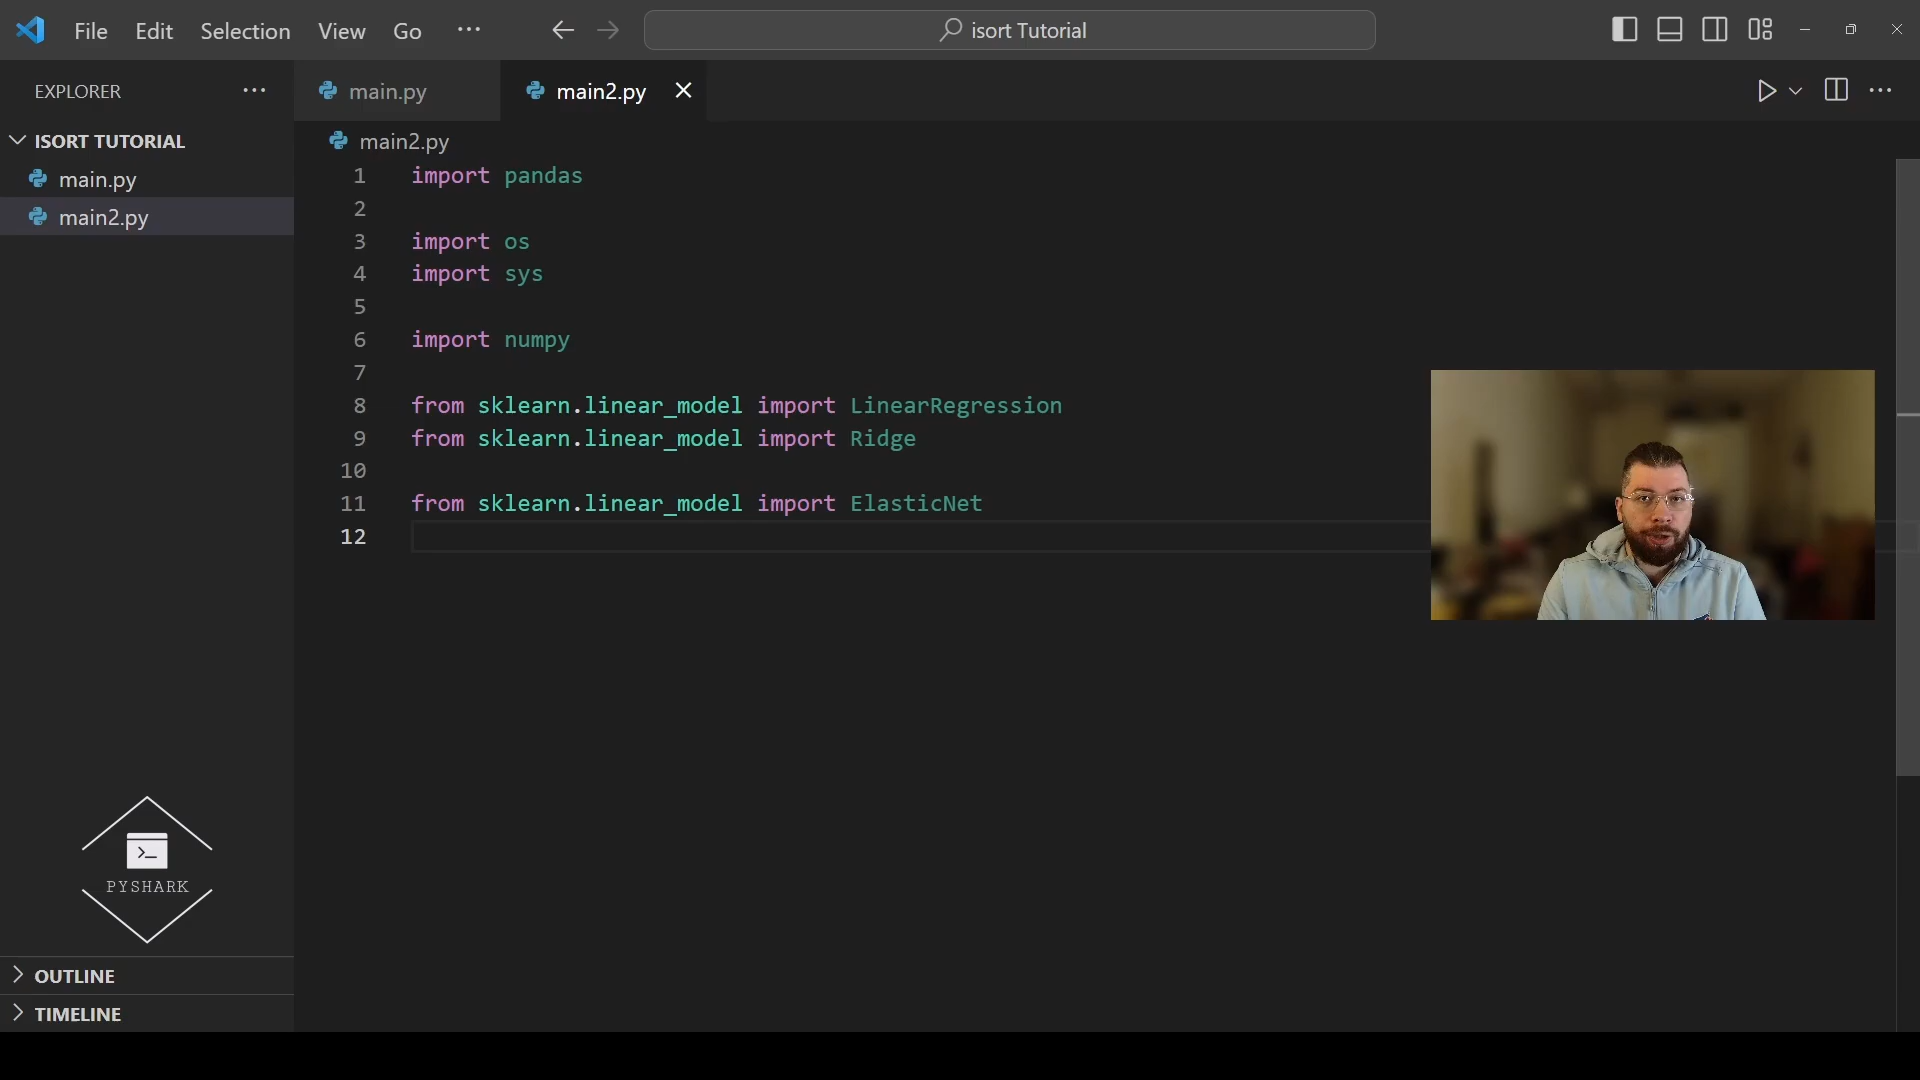 File Edit Selection View Go ...
isort Tutorial
EXPLORER ...
main.py
main2.py
ISORT TUTORIAL
main.py
main2.py
main2.py
1 import pandas
2
3 import os
4 import sys
5
6 import numpy
7
8 from sklearn.linear_model import LinearRegression
9 from sklearn.linear_model import Ridge
10
11 from sklearn.linear_model import ElasticNet
12
PYSHARK
OUTLINE
TIMELINE